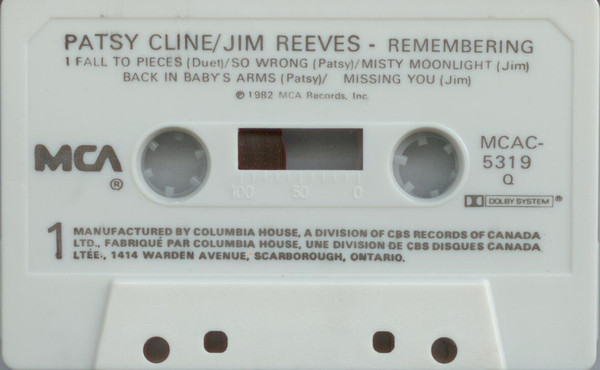 PATSY CLINE/JIM REEVES - REMEMBERING
I FALL TO PIECES (Duet)/SO WRONG (Patsy)/MISTY MOONLIGHT (Jim)
BACK IN BABY'S ARMS (Patsy)/ MISSING YOU (Jim)
℗ © 1982 MCA Records, Inc.
MCA®
100 50 0
MCAC-
5319
Q
DOLBY SYSTEM®
1
MANUFACTURED BY COLUMBIA HOUSE, A DIVISION OF CBS RECORDS OF CANADA
LTD., FABRIQUÉ PAR COLUMBIA HOUSE, UNE DIVISION DE CBS DISQUES CANADA
LTÉE., 1414 WARDEN AVENUE, SCARBOROUGH, ONTARIO.